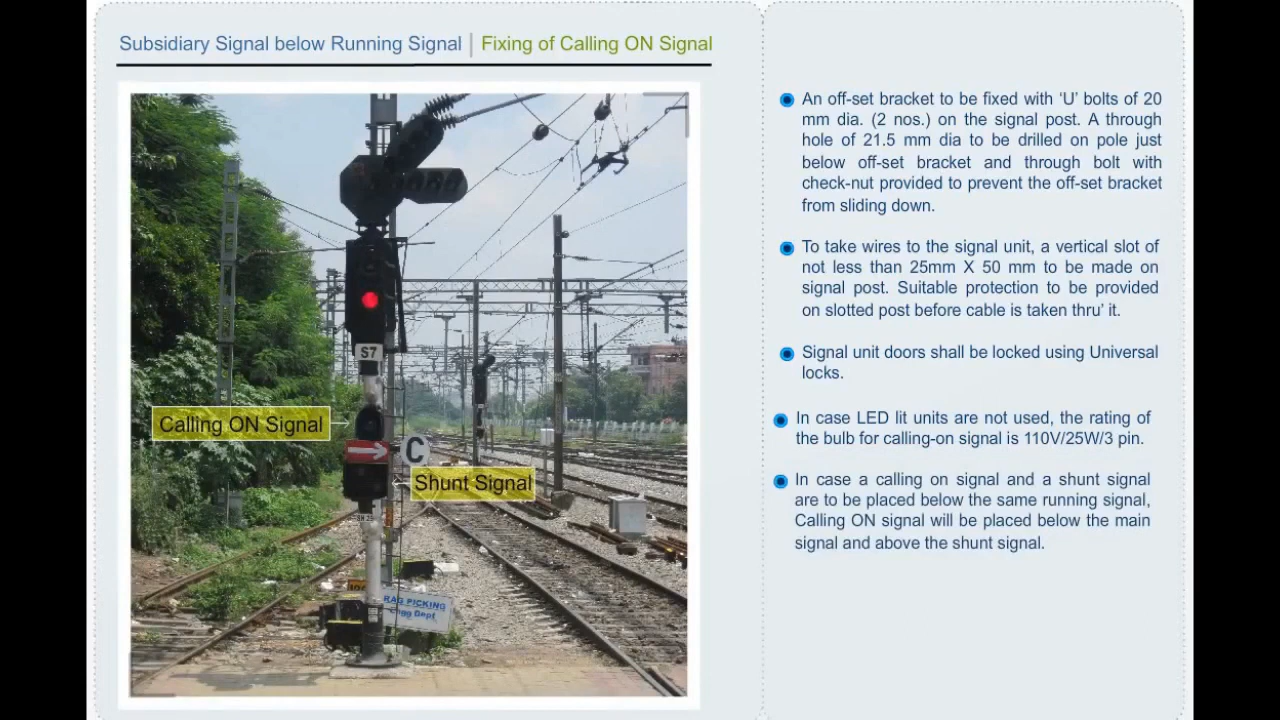 Subsidiary Signal below Running Signal | Fixing of Calling ON Signal
S7
Calling ON Signal
C
Shunt Signal
RAG PICKING
An off-set bracket to be fixed with ‘U’ bolts of 20
mm dia. (2 nos.) on the signal post. A through
hole of 21.5 mm dia to be drilled on pole just
below off-set bracket and through bolt with
check-nut provided to prevent the off-set bracket
from sliding down.
To take wires to the signal unit, a vertical slot of
not less than 25mm X 50 mm to be made on
signal post. Suitable protection to be provided
on slotted post before cable is taken thru’ it.
Signal unit doors shall be locked using Universal
locks.
In case LED lit units are not used, the rating of
the bulb for calling-on signal is 110V/25W/3 pin.
In case a calling on signal and a shunt signal
are to be placed below the same running signal,
Calling ON signal will be placed below the main
signal and above the shunt signal.